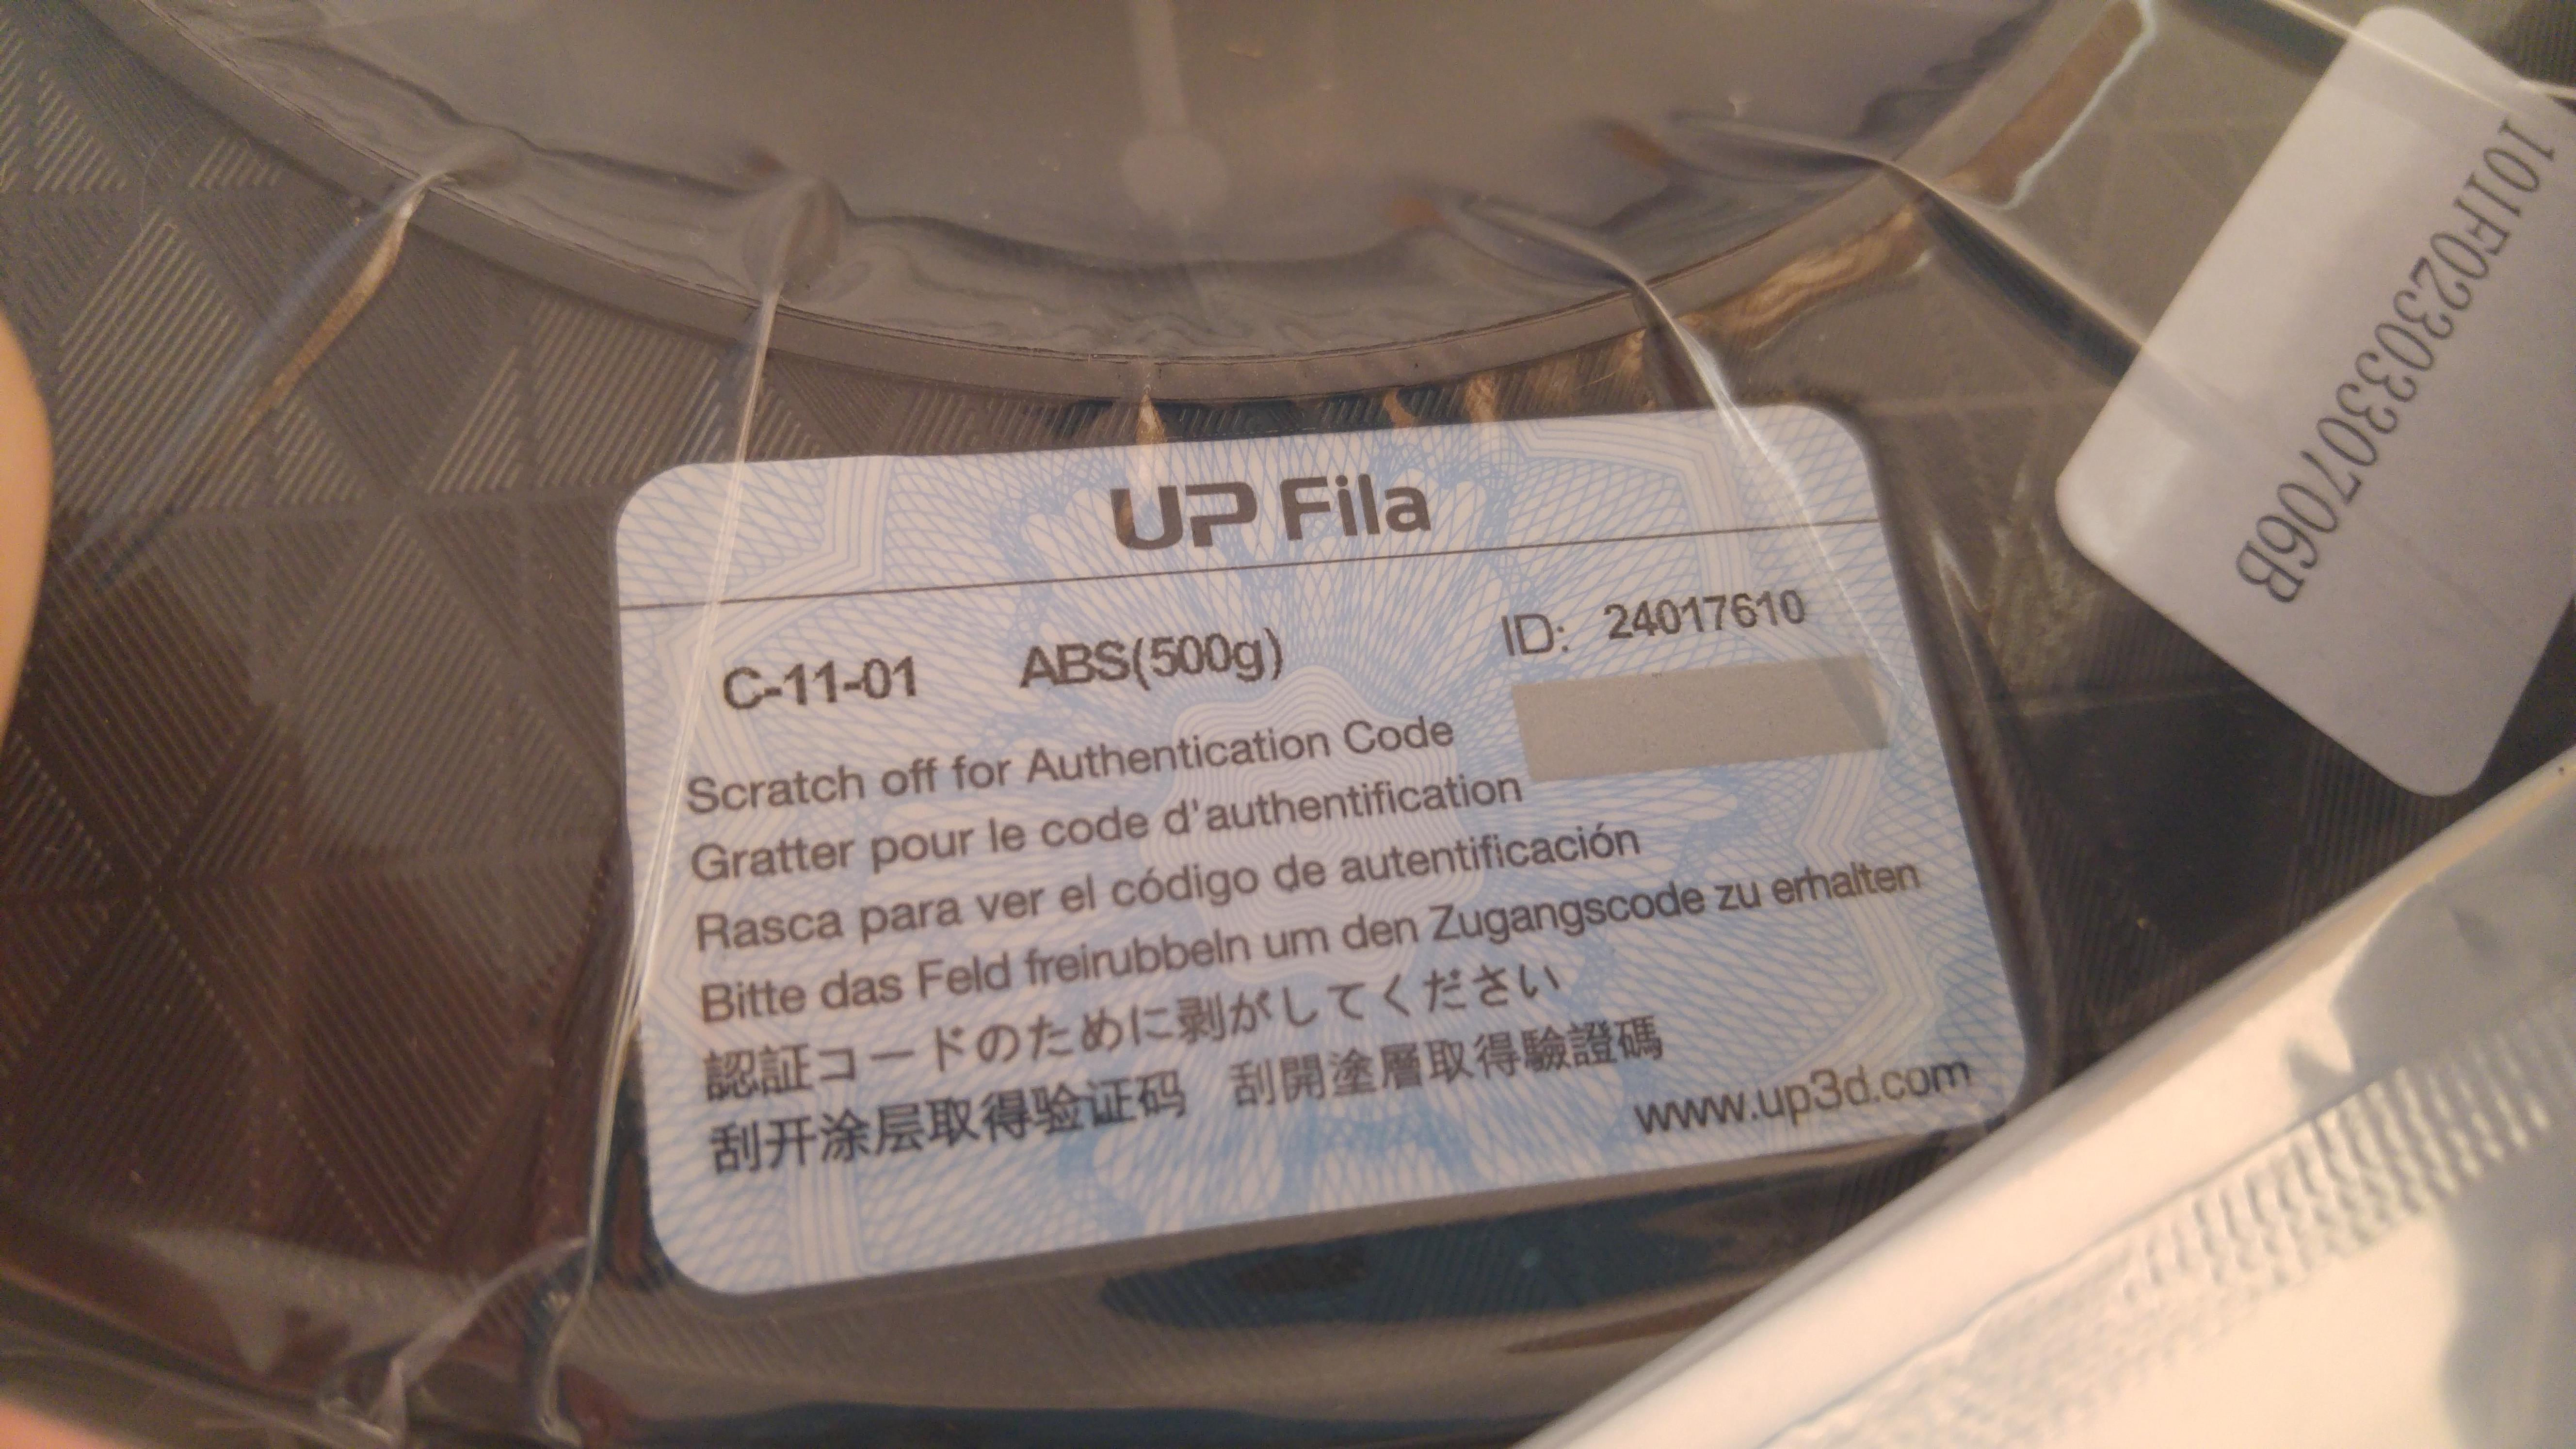 UP Fila
C-11-01 ABS(500g) ID: 24017610
Scratch off for Authentication Code
Gratter pour le code d'authentification
Rasca para ver el código de autentificación
Bitte das Feld freirubbeln um den Zugangscode zu erhalten
認証コードのために剥がしてください
刮开涂层取得验证码 刮開塗層取得驗證碼
www.up3d.com
101F02303330706B